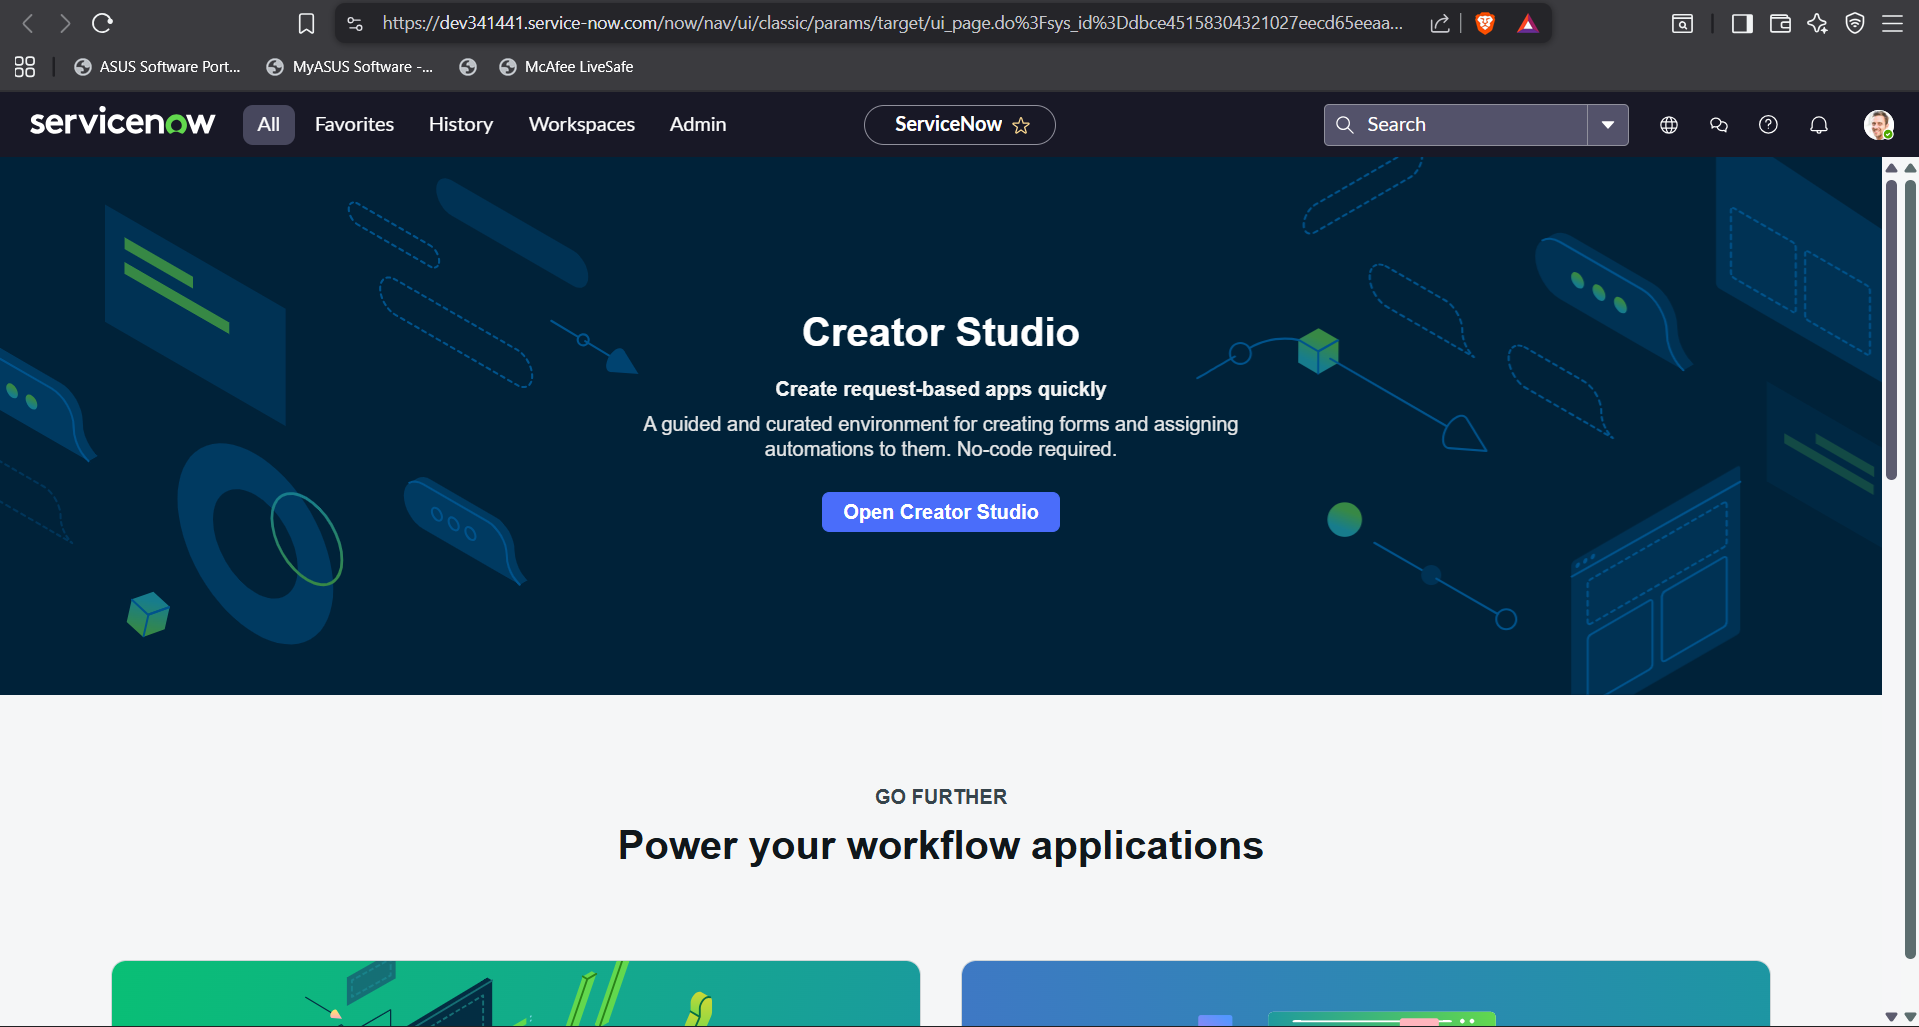 https://dev341441.service-now.com/now/nav/ui/classic/params/target/ui_page.do%3Fsys_id%3Ddbce45158304321027eecd65eeaa...
ASUS Software Port...
MyASUS Software -...
McAfee LiveSafe
servicenow
All
Favorites
History
Workspaces
Admin
ServiceNow
Search
Creator Studio
Create request-based apps quickly
A guided and curated environment for creating forms and assigning
automations to them. No-code required.
Open Creator Studio
GO FURTHER
Power your workflow applications